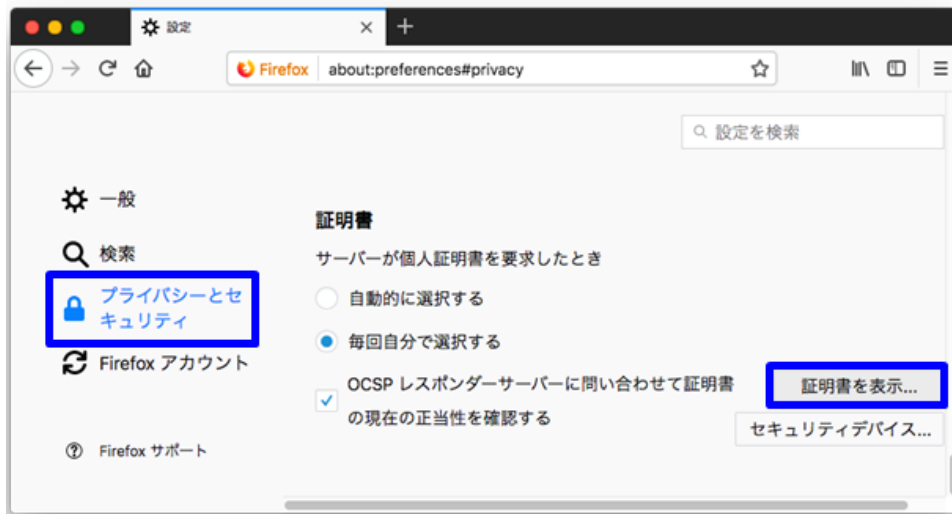 設定
Firefox about:preferences#privacy
設定を検索
一般
検索
プライバシーとセ
キュリティ
Firefox アカウント
Firefox サポート
証明書
サーバーが個人証明書を要求したとき
自動的に選択する
毎回自分で選択する
OCSP レスポンダーサーバーに問い合わせて証明書
の現在の正当性を確認する
証明書を表示...
セキュリティデバイス...